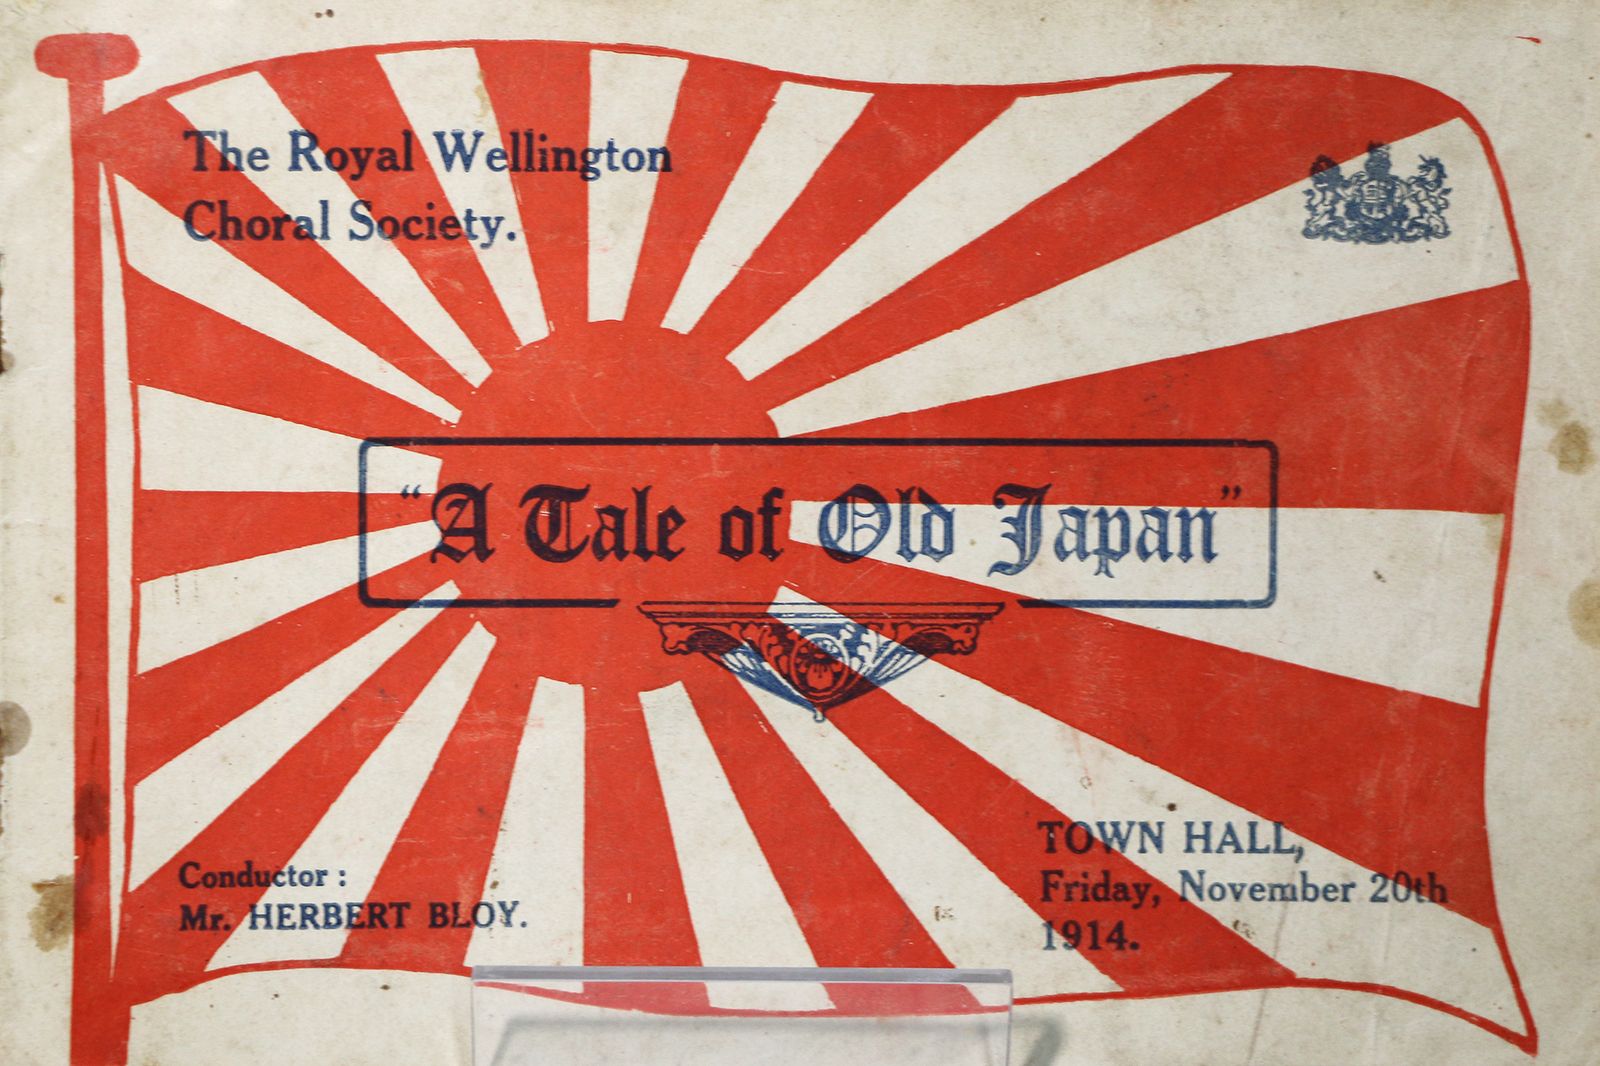 The Royal Wellington
Choral Society.
“A Tale of Old Japan”
Conductor :
Mr. HERBERT BLOY.
TOWN HALL,
Friday, November 20th
1914.